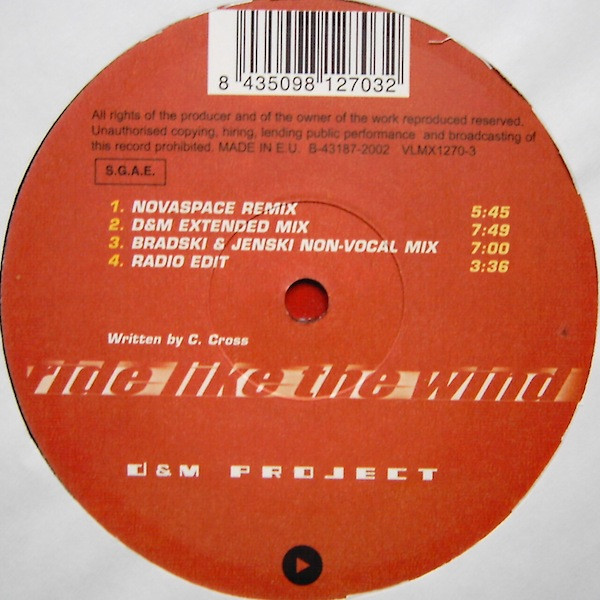 8 435098 127032
All rights of the producer and of the owner of the work reproduced reserved.
Unauthorised copying, hiring, lending public performance and broadcasting of
this record prohibited. MADE IN E.U. B-43187-2002 VLMX1270-3
S.G.A.E.
1. NOVASPACE REMIX 5:45
2. D&M EXTENDED MIX 7:49
3. BRADSKI & JENSKI NON-VOCAL MIX 7:00
4. RADIO EDIT 3:36
Written by C. Cross
ride like the wind
D&M PROJECT